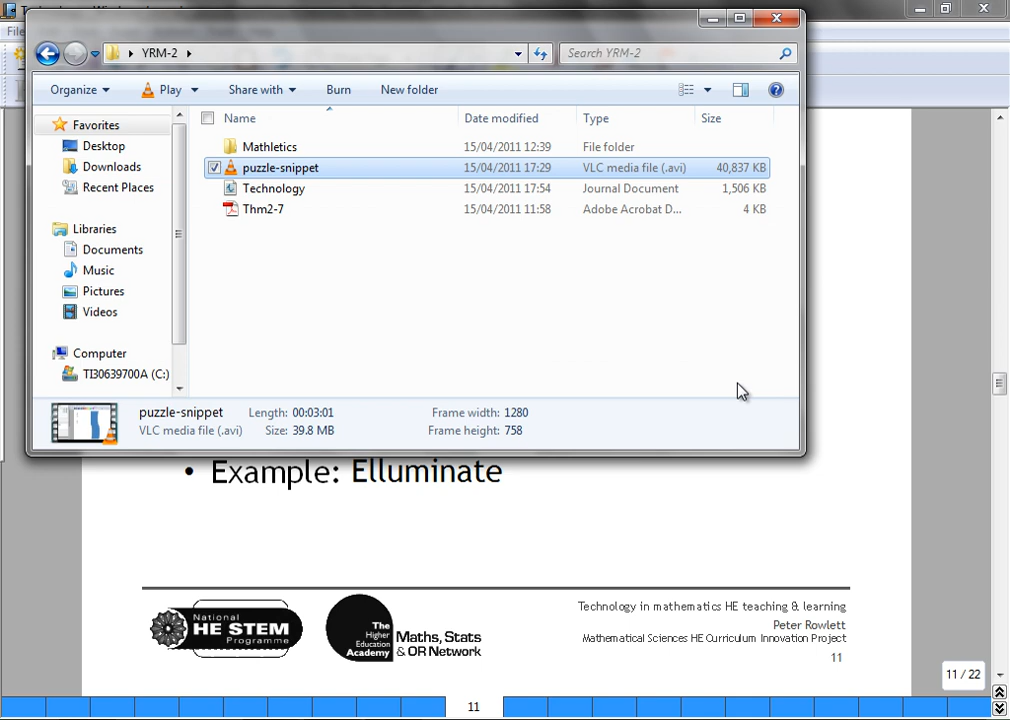 YRM-2
Search YRM-2
Organize
Play
Share with
Burn
New folder
Favorites
Desktop
Downloads
Recent Places
Libraries
Documents
Music
Pictures
Videos
Computer
TI30639700A (C:)
Name Date modified Type Size
Mathletics 15/04/2011 12:39 File folder
puzzle-snippet 15/04/2011 17:29 VLC media file (.avi) 40,837 KB
Technology 15/04/2011 17:54 Journal Document 1,506 KB
Thm2-7 15/04/2011 11:58 Adobe Acrobat D... 4 KB
puzzle-snippet Length: 00:03:01 Frame width: 1280
VLC media file (.avi) Size: 39.8 MB Frame height: 758
• Example: Elluminate
National
HE STEM
Programme
The
Higher
Education
Academy
Maths, Stats
& OR Network
Technology in mathematics HE teaching & learning
Peter Rowlett
Mathematical Sciences HE Curriculum Innovation Project
11
11 / 22
11